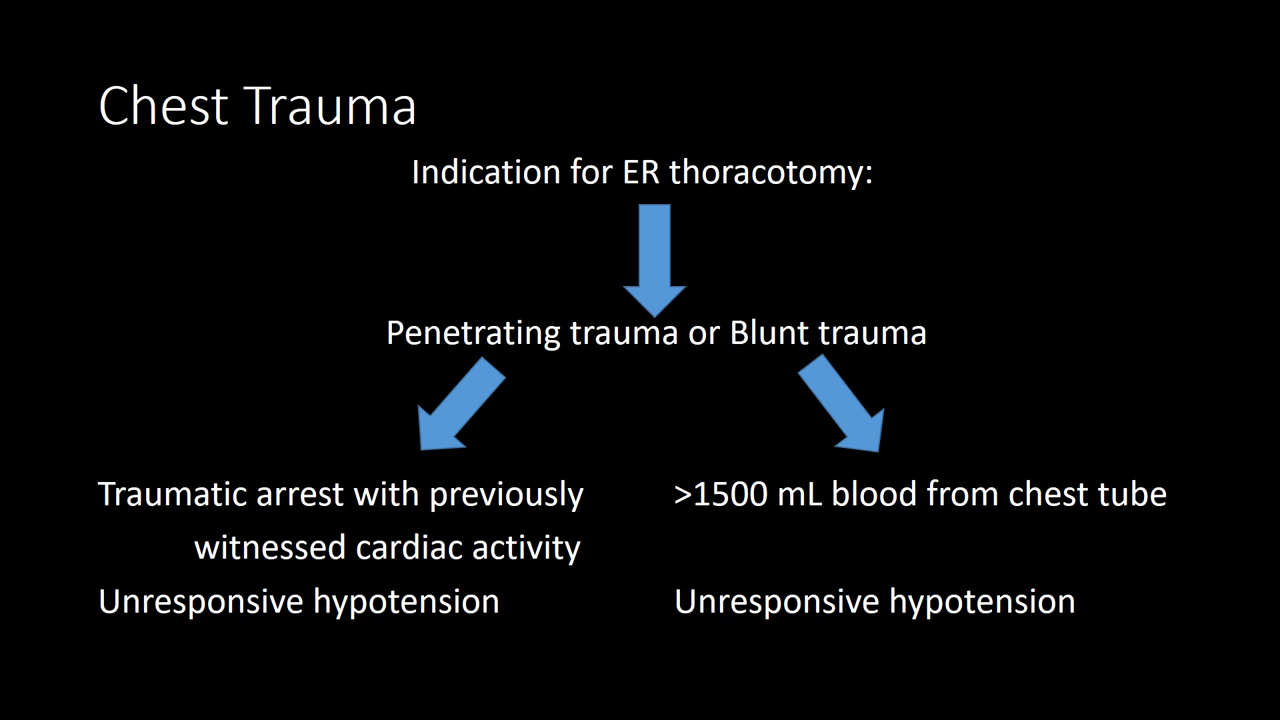 Chest Trauma
Indication for ER thoracotomy:
Penetrating trauma or Blunt trauma
Traumatic arrest with previously
witnessed cardiac activity
Unresponsive hypotension
>1500 mL blood from chest tube
Unresponsive hypotension